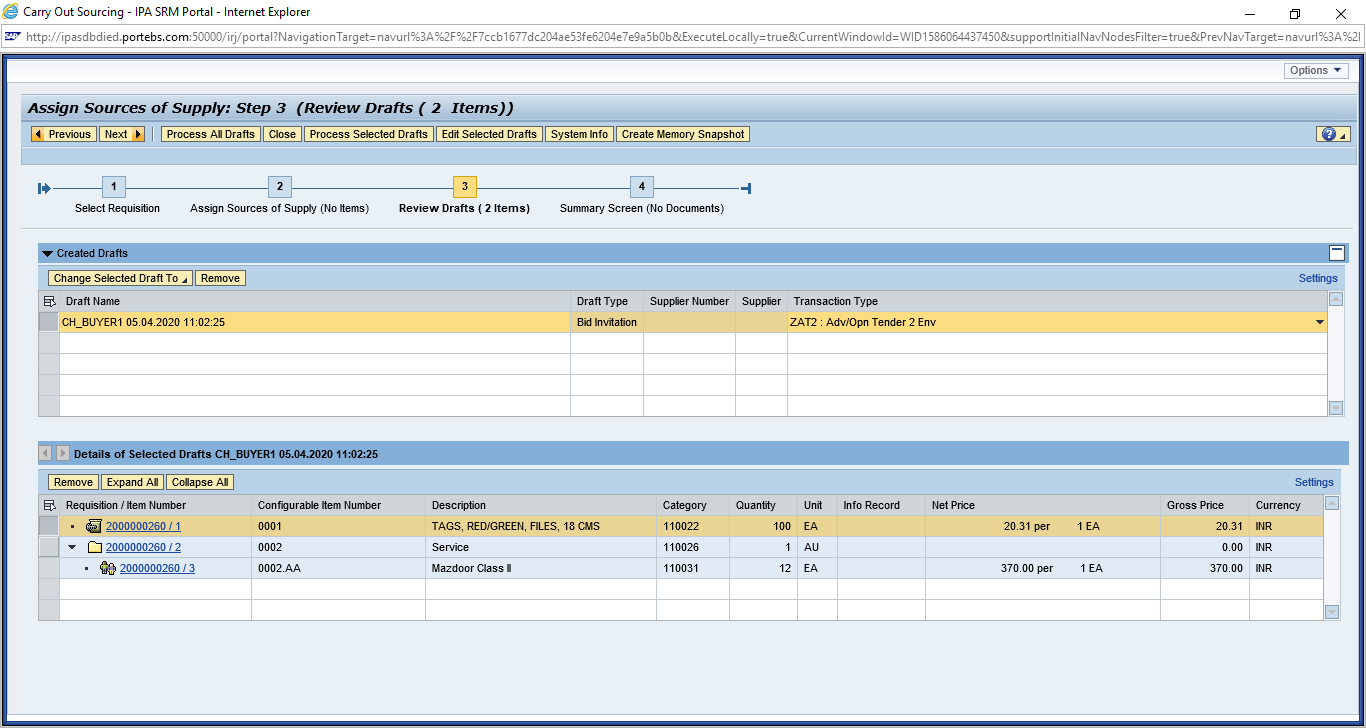 Carry Out Sourcing - IPA SRM Portal - Internet Explorer
http://ipasdbdied.portebs.com:50000/irj/portal?NavigationTarget=navurl%3A%2F%2F7ccb1677dc204ae53fe6204e7e9a5b0b&ExecuteLocally=true&CurrentWindowId=WID1586064437450&supportInitialNavNodesFilter=true&PrevNavTarget=navurl%3A%2
Options
Assign Sources of Supply: Step 3 (Review Drafts ( 2 Items))
Previous Next Process All Drafts Close Process Selected Drafts Edit Selected Drafts System Info Create Memory Snapshot ?
1 2 3 4
Select Requisition Assign Sources of Supply (No Items) Review Drafts ( 2 Items) Summary Screen (No Documents)
Created Drafts
Change Selected Draft To Remove Settings
Draft Name Draft Type Supplier Number Supplier Transaction Type
CH_BUYER1 05.04.2020 11:02:25 Bid Invitation ZAT2 : Adv/Opn Tender 2 Env
Details of Selected Drafts CH_BUYER1 05.04.2020 11:02:25
Remove Expand All Collapse All Settings
Requisition / Item Number Configurable Item Number Description Category Quantity Unit Info Record Net Price Gross Price Currency
2000000260 / 1 0001 TAGS, RED/GREEN, FILES, 18 CMS 110022 100 EA 20.31 per 1 EA 20.31 INR
2000000260 / 2 0002 Service 110026 1 AU 0.00 INR
2000000260 / 3 0002.AA Mazdoor Class II 110031 12 EA 370.00 per 1 EA 370.00 INR